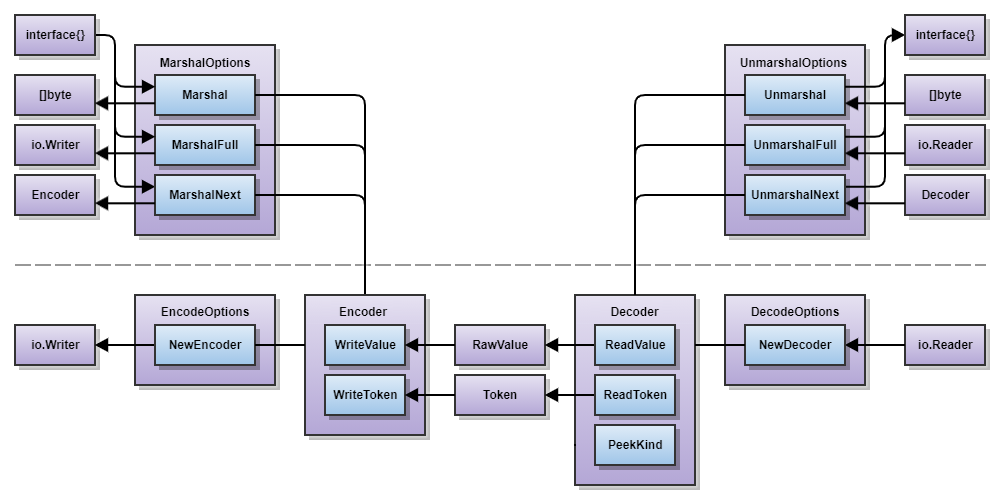 interface{}
MarshalOptions
Marshal
[]byte
MarshalFull
io.Writer
MarshalNext
Encoder
UnmarshalOptions
interface{}
Unmarshal
[]byte
UnmarshalFull
io.Reader
UnmarshalNext
Decoder
io.Writer
EncodeOptions
NewEncoder
Encoder
WriteValue
WriteToken
RawValue
Token
Decoder
ReadValue
ReadToken
PeekKind
DecodeOptions
NewDecoder
io.Reader